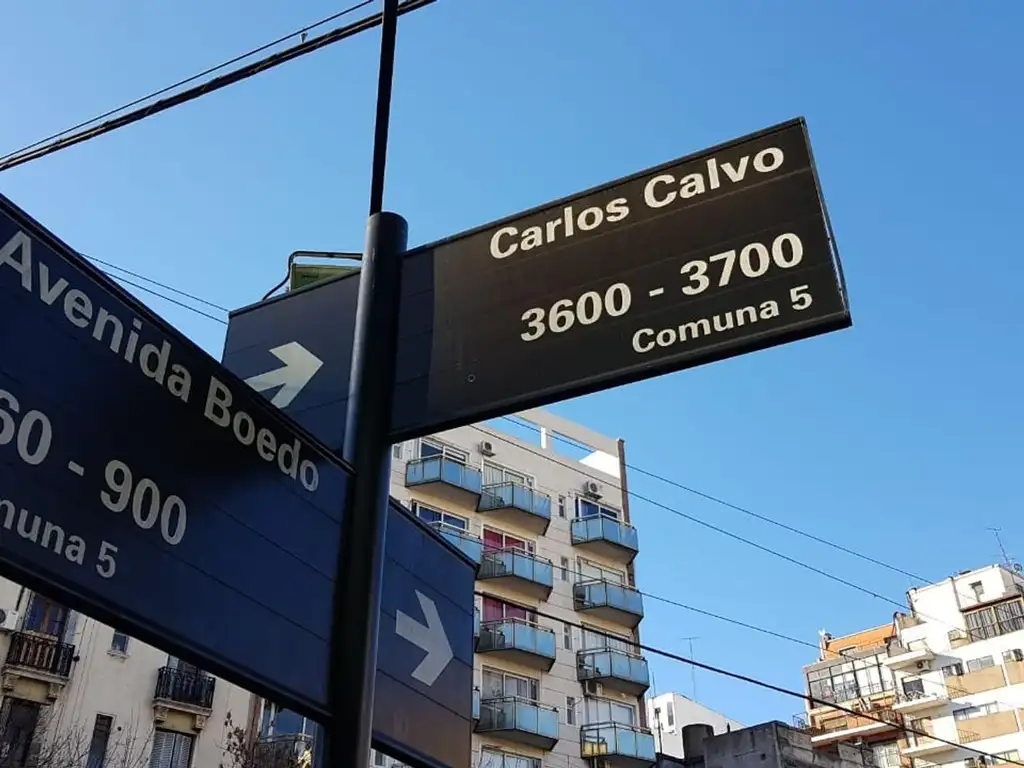 Avenida Boedo
60 - 900
muna 5
Carlos Calvo
3600 - 3700
Comuna 5